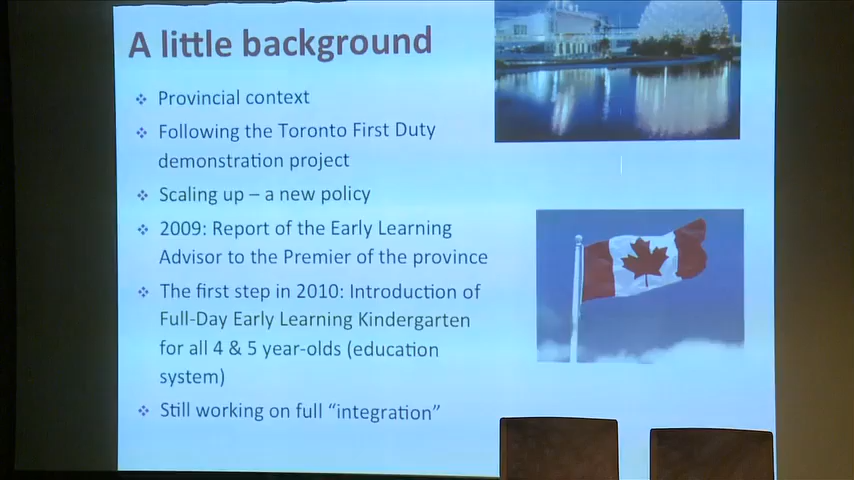 A little background
Provincial context
Following the Toronto First Duty
demonstration project
Scaling up – a new policy
2009: Report of the Early Learning
Advisor to the Premier of the province
The first step in 2010: Introduction of
Full-Day Early Learning Kindergarten
for all 4 & 5 year-olds (education
system)
Still working on full “integration”